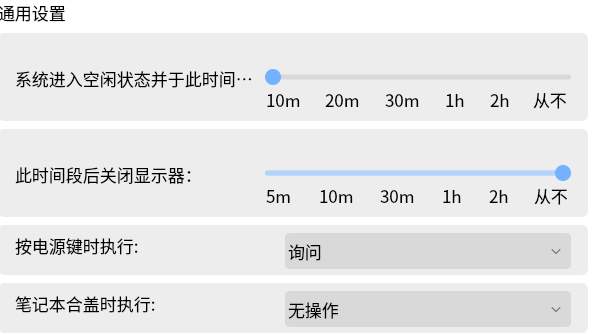 通用设置
系统进入空闲状态并于此时间…
10m 20m 30m 1h 2h 从不
此时间段后关闭显示器：
5m 10m 30m 1h 2h 从不
按电源键时执行: 询问
笔记本合盖时执行: 无操作